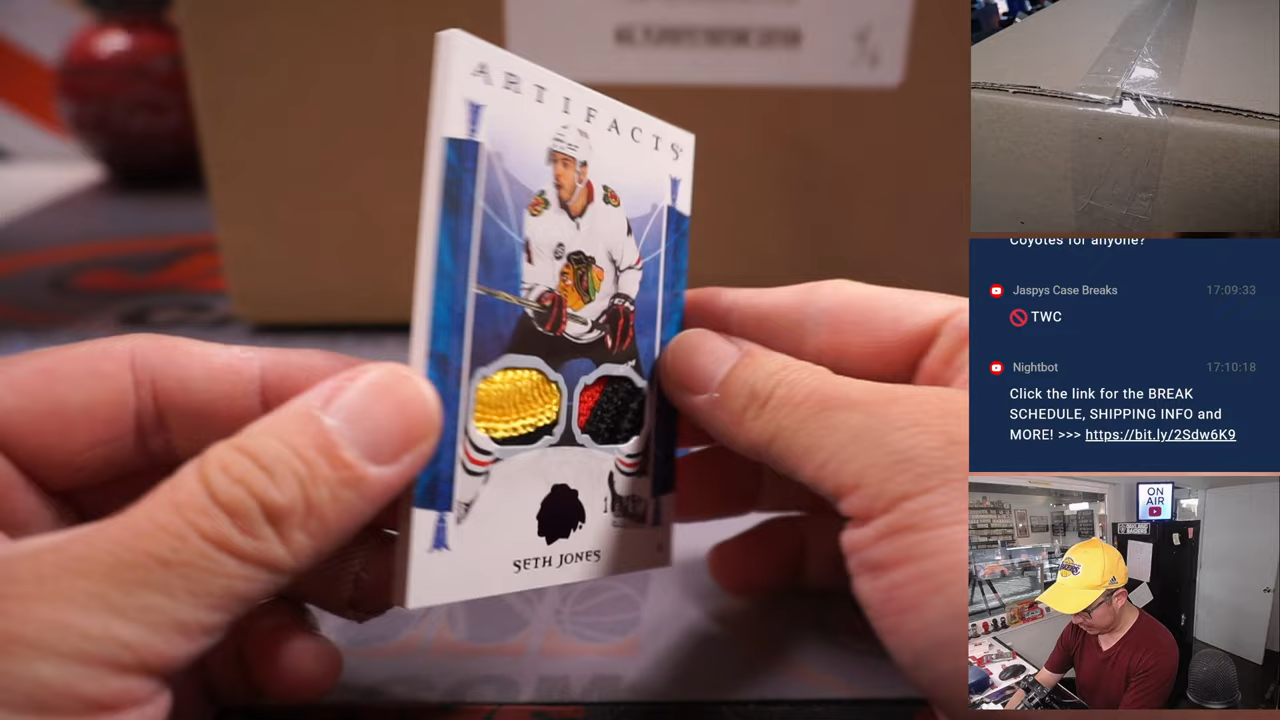 ARTIFACTS
SETH JONES
Coyotes for anyone?
Jaspys Case Breaks 17:09:33
🚫 TWC
Nightbot 17:10:18
Click the link for the BREAK
SCHEDULE, SHIPPING INFO and
MORE! >>> https://bit.ly/2Sdw6K9
ON
AIR